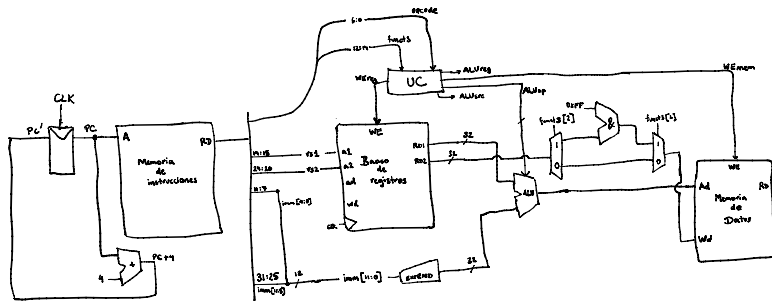 opcode
6:0
12:14
funct3
UC
ALUreg
ALUsrc
ALUop
WEreg
WEmem
CLK
PC'
PC
A
RD
Memoria
de
instrucciones
+
4
PC+4
19:15
rs1
24:20
rs2
11:7
imm[4:0]
31:25
imm[11:5]
12
imm[11:0]
EXTEND
32
WE
a1
a2
ad
wd
Banco
de
registros
RD1
RD2
32
32
ALU
0xFF
&
funct3[2]
1
0
funct3[1]
1
0
WE
Ad
Rd
Memoria
de
Datos
Wd